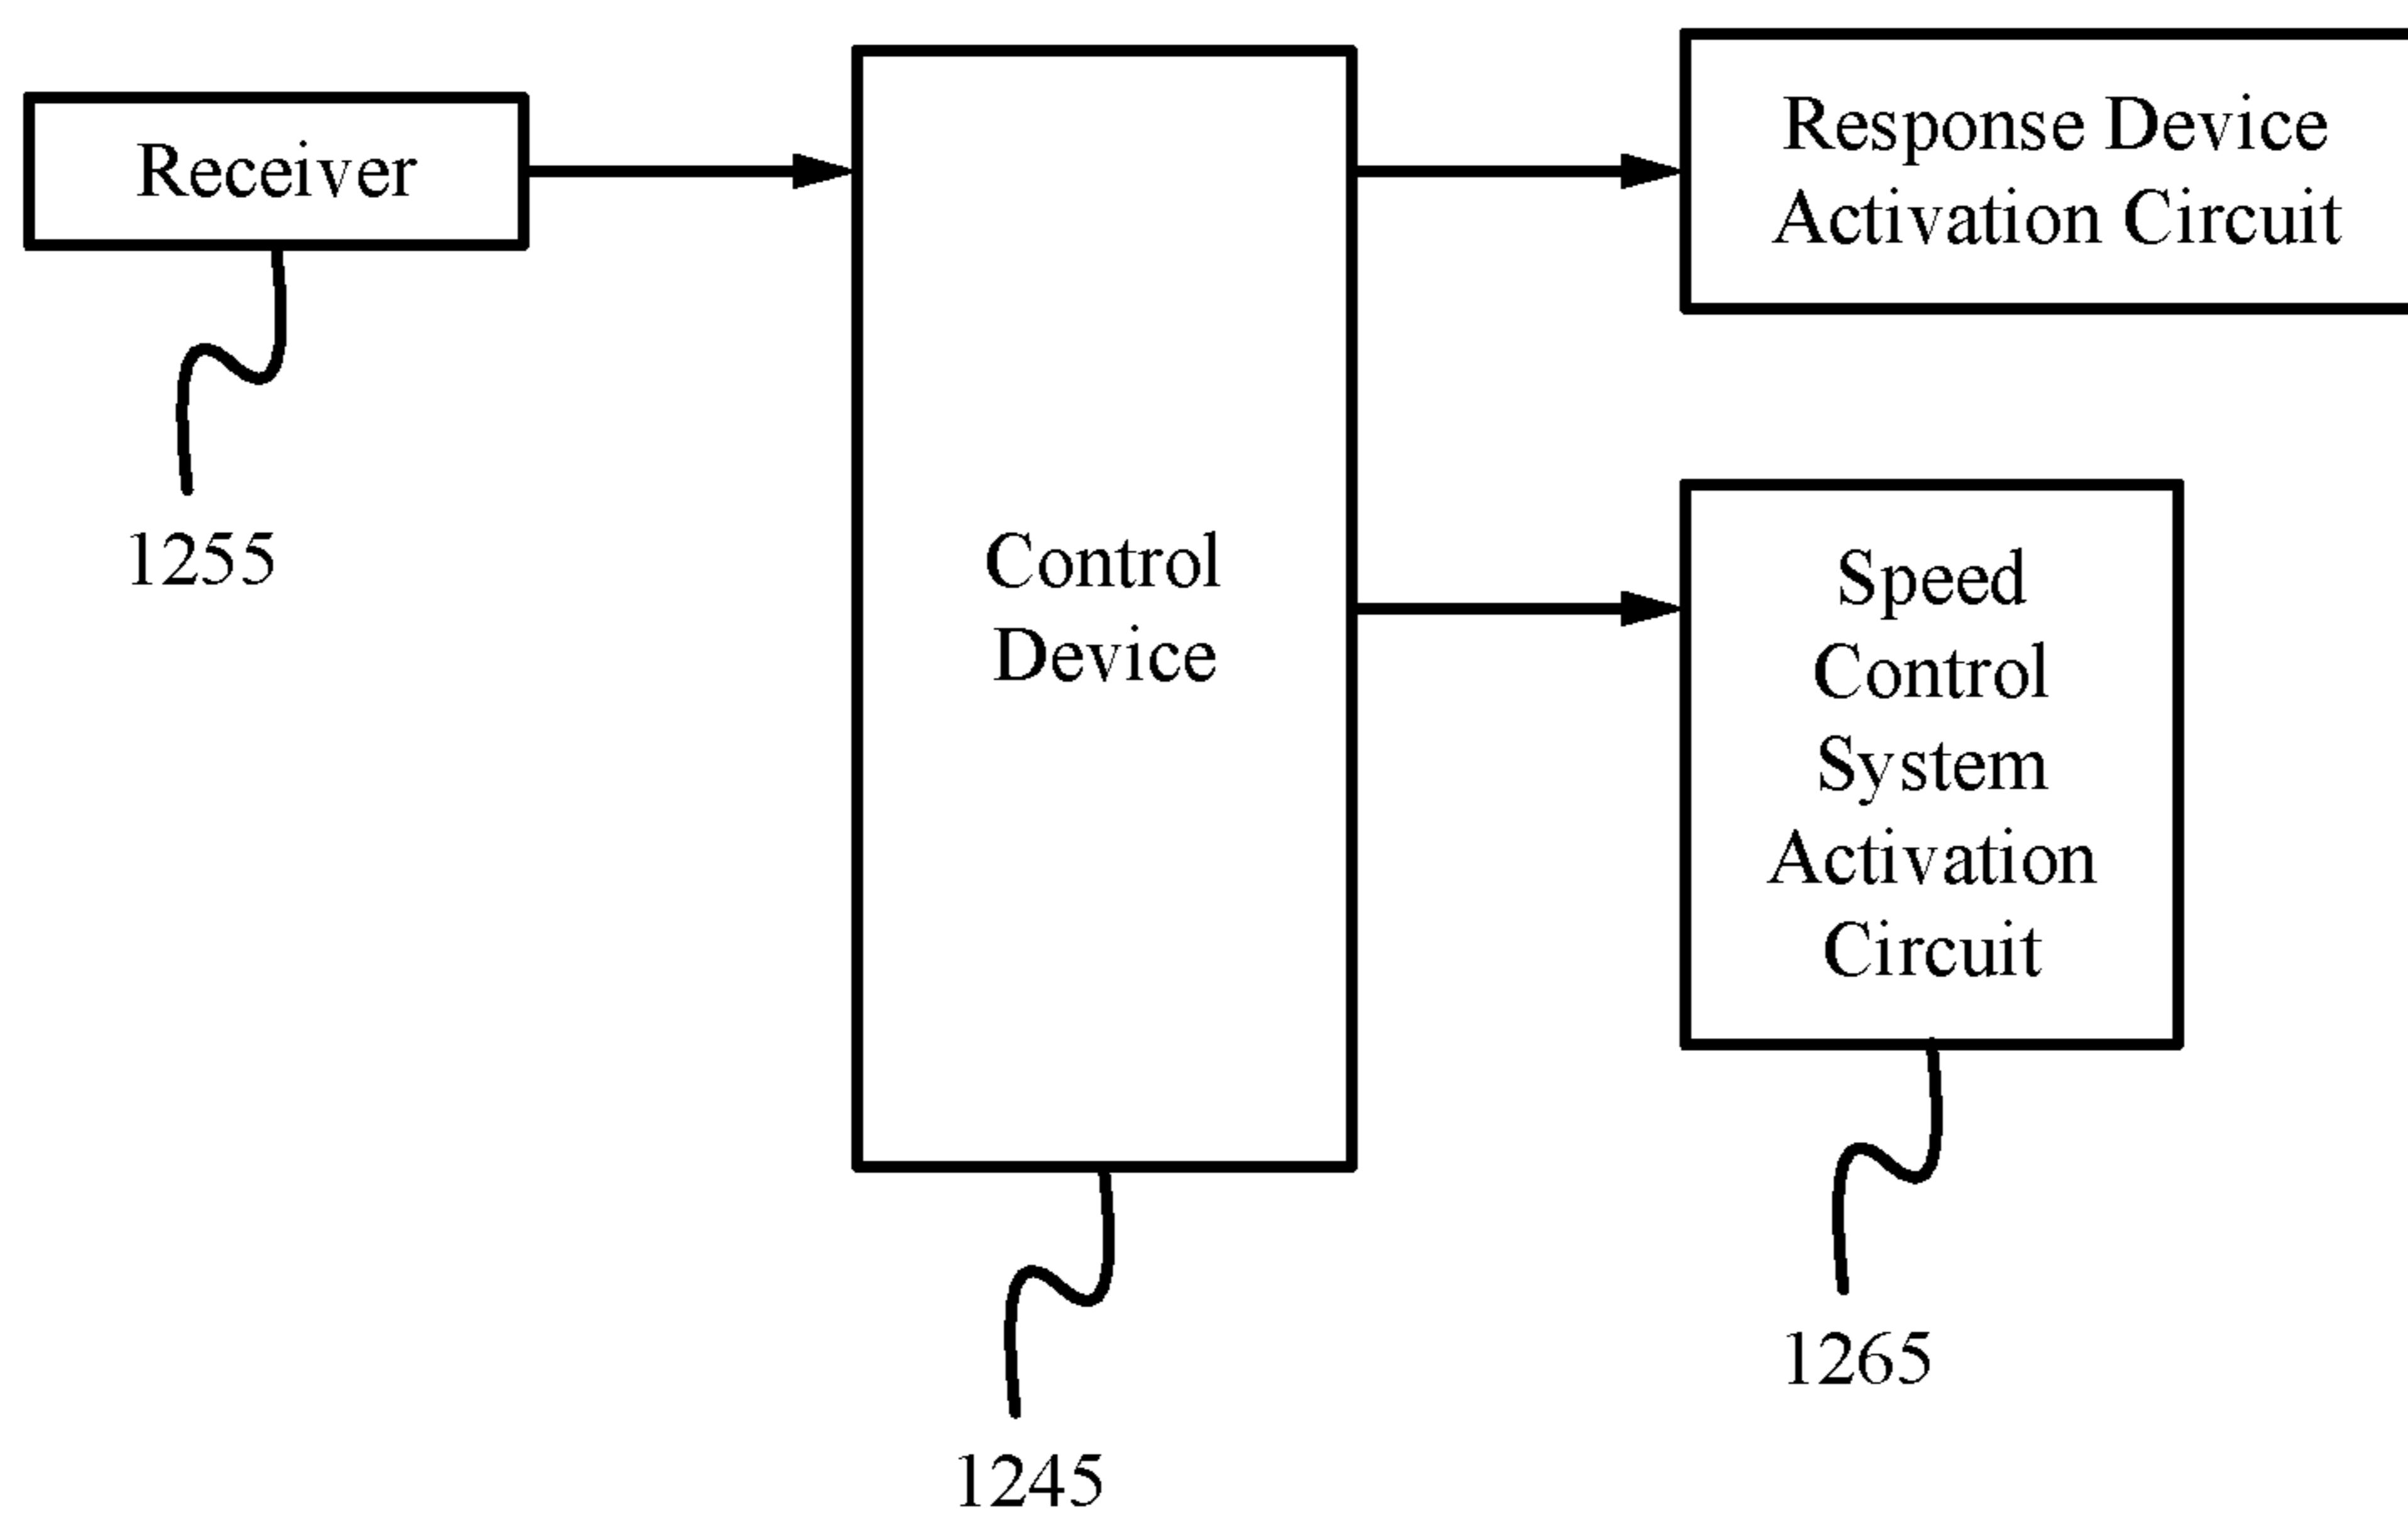 Receiver
1255
Control
Device
1245
Response Device
Activation Circuit
Speed
Control
System
Activation
Circuit
1265